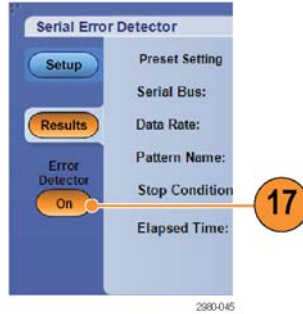 Serial Error Detector
Setup
Preset Setting
Serial Bus:
Results
Data Rate:
Pattern Name:
Error
Detector
On
Stop Condition
Elapsed Time:
17
2980-045